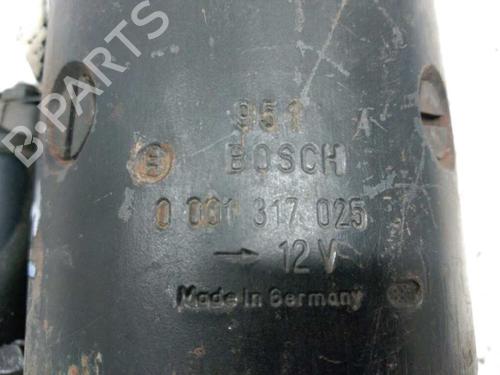 B-PARTS
951 A
BOSCH
0 001 317 025
→ 12 V
Made in Germany